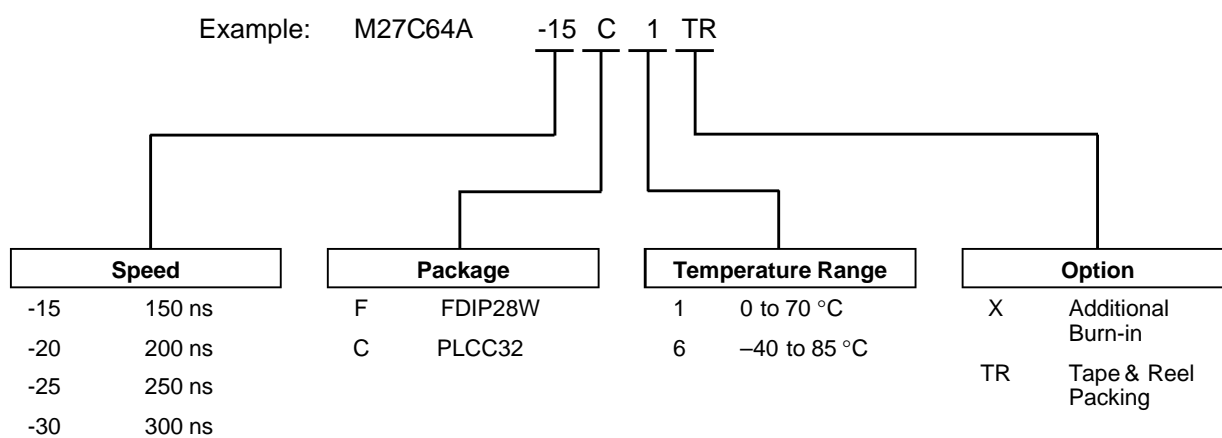 Example: M27C64A -15 C 1 TR
Speed
-15 150 ns
-20 200 ns
-25 250 ns
-30 300 ns
Package
F FDIP28W
C PLCC32
Temperature Range
1 0 to 70 °C
6 –40 to 85 °C
Option
X Additional
Burn-in
TR Tape & Reel
Packing